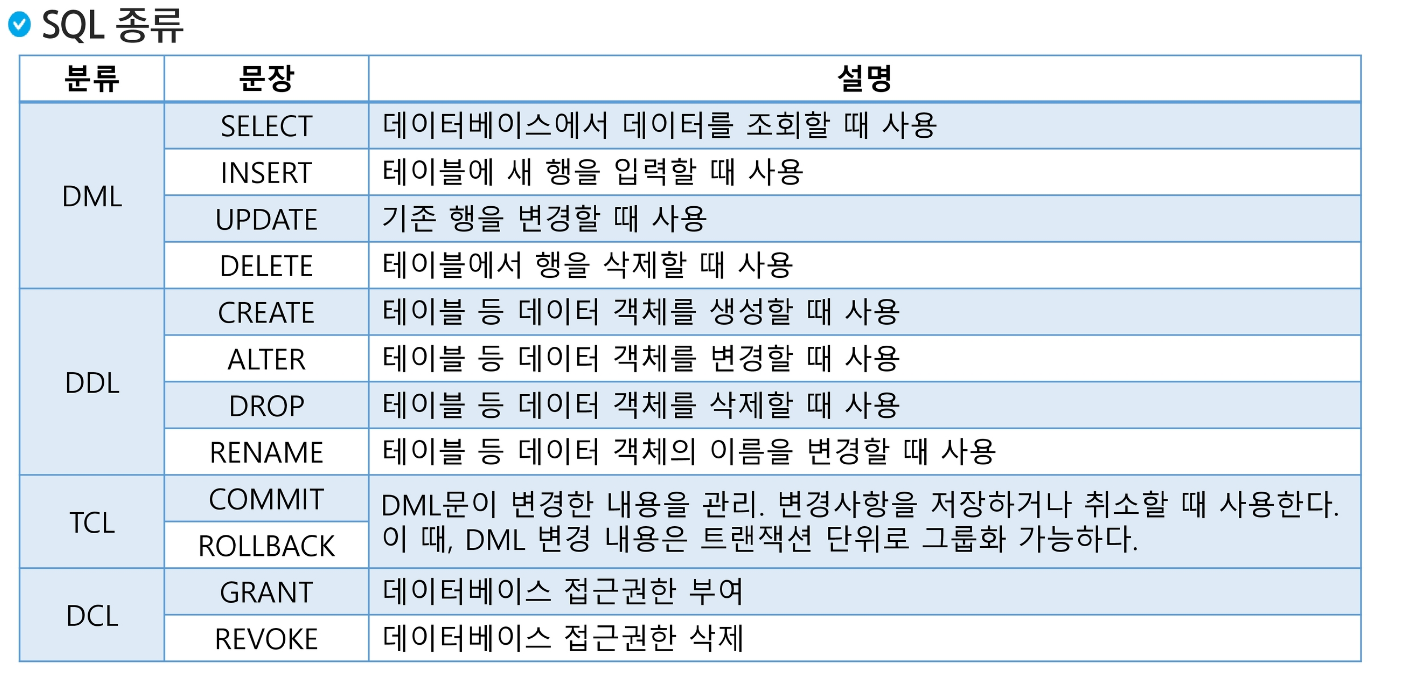 SQL 종류
분류 문장 설명
DML
SELECT 데이터베이스에서 데이터를 조회할 때 사용
INSERT 테이블에 새 행을 입력할 때 사용
UPDATE 기존 행을 변경할 때 사용
DELETE 테이블에서 행을 삭제할 때 사용
DDL
CREATE 테이블 등 데이터 객체를 생성할 때 사용
ALTER 테이블 등 데이터 객체를 변경할 때 사용
DROP 테이블 등 데이터 객체를 삭제할 때 사용
RENAME 테이블 등 데이터 객체의 이름을 변경할 때 사용
TCL
COMMIT
ROLLBACK
DML문이 변경한 내용을 관리. 변경사항을 저장하거나 취소할 때 사용한다.
이 때, DML 변경 내용은 트랜잭션 단위로 그룹화 가능하다.
DCL
GRANT 데이터베이스 접근권한 부여
REVOKE 데이터베이스 접근권한 삭제